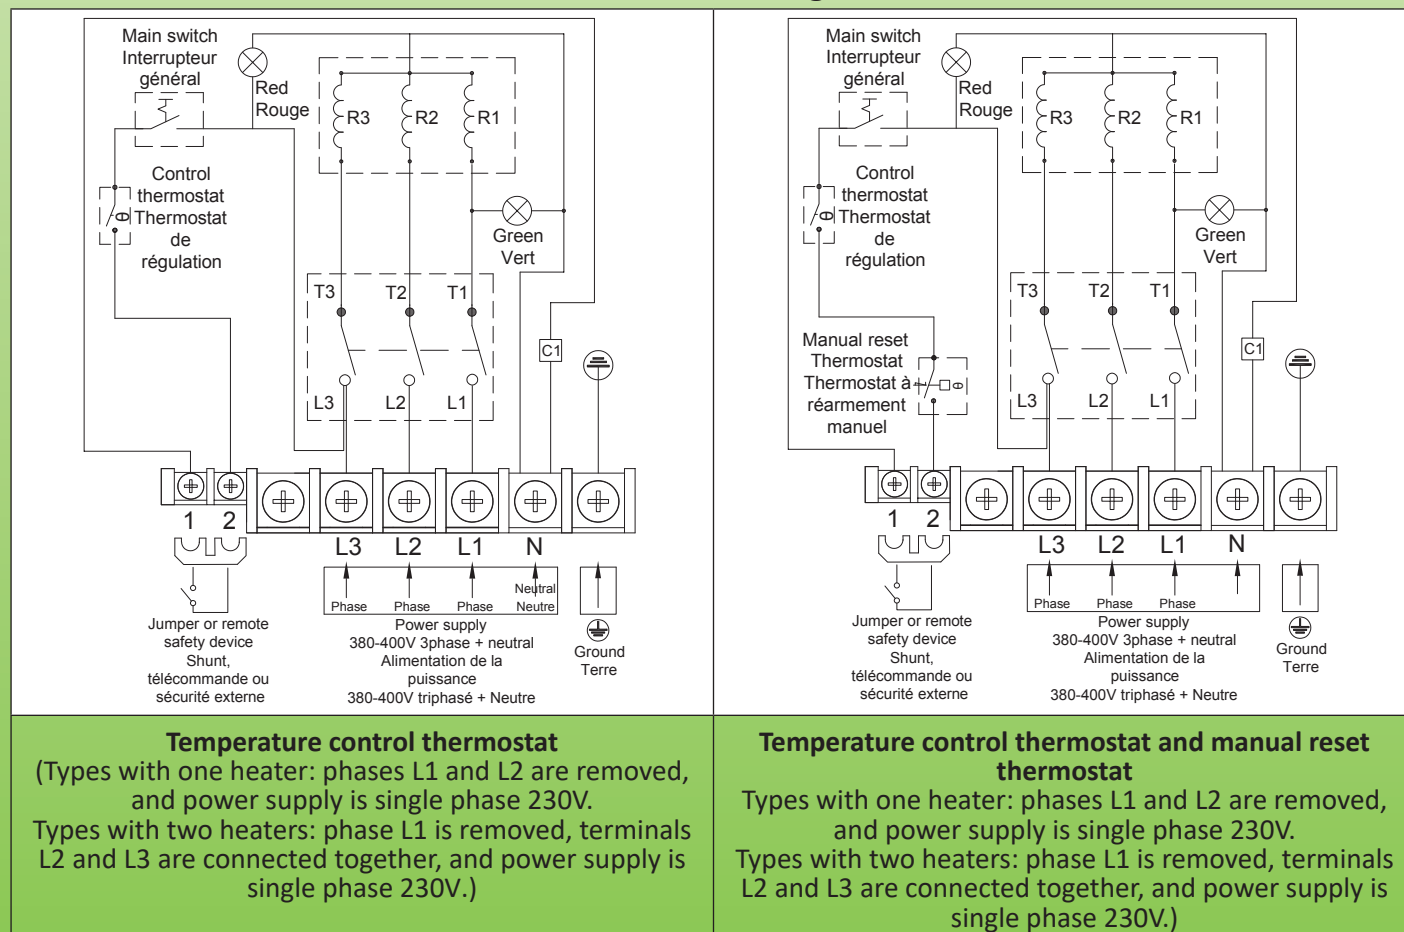 Main switch
Interrupteur
général
Red
Rouge
R3
R2
R1
Control
thermostat
Thermostat
de
régulation
θ
Green
Vert
T3
T2
T1
C1
L3
L2
L1
1
2
L3
L2
L1
N
Neutral
Phase
Phase
Phase
Neutre
Jumper or remote
safety device
Shunt,
télécommande ou
sécurité externe
Power supply
380-400V 3phase + neutral
Alimentation de la
puissance
380-400V triphasé + Neutre
Ground
Terre
Temperature control thermostat
(Types with one heater: phases L1 and L2 are removed,
and power supply is single phase 230V.
Types with two heaters: phase L1 is removed, terminals
L2 and L3 are connected together, and power supply is
single phase 230V.)
Main switch
Interrupteur
général
Red
Rouge
R3
R2
R1
Control
thermostat
Thermostat
de
régulation
θ
Green
Vert
T3
T2
T1
Manual reset
Thermostat
Thermostat à
réarmement
manuel
θ
C1
L3
L2
L1
1
2
L3
L2
L1
N
Phase
Phase
Phase
Jumper or remote
safety device
Shunt,
télécommande ou
sécurité externe
Power supply
380-400V 3phase + neutral
Alimentation de la
puissance
380-400V triphasé + Neutre
Ground
Terre
Temperature control thermostat and manual reset
thermostat
Types with one heater: phases L1 and L2 are removed,
and power supply is single phase 230V.
Types with two heaters: phase L1 is removed, terminals
L2 and L3 are connected together, and power supply is
single phase 230V.)